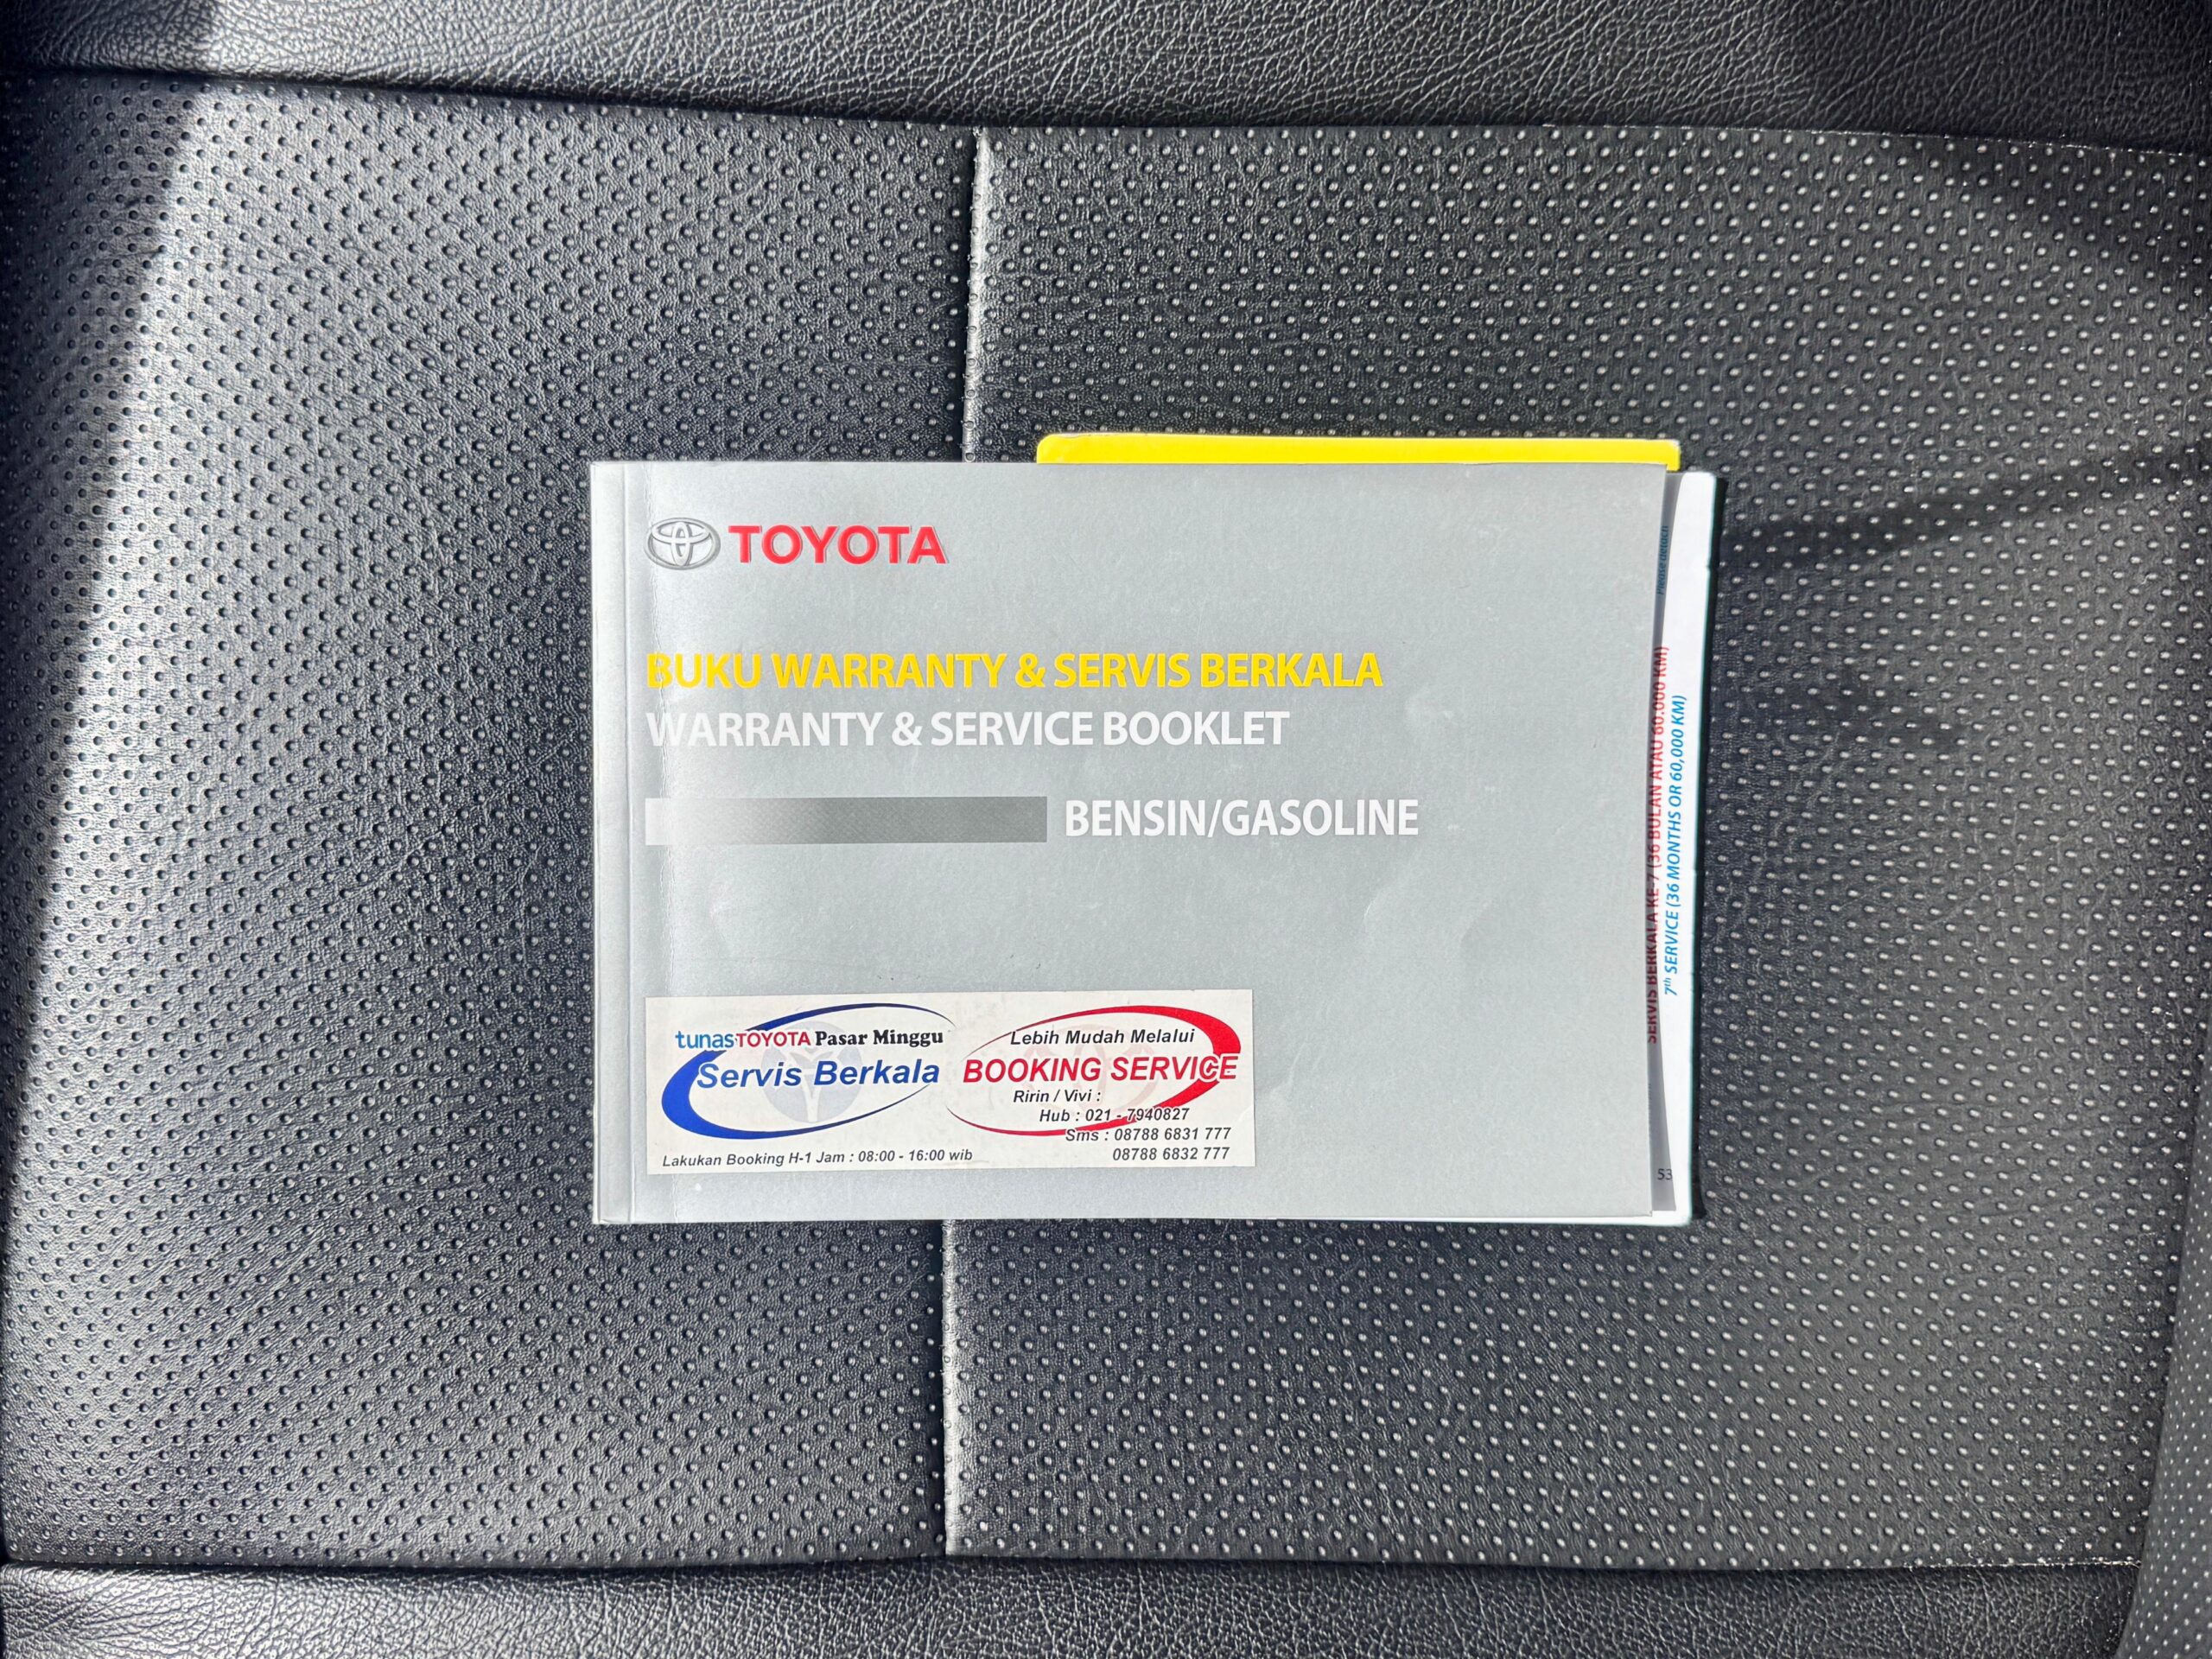 TOYOTA
BUKU WARRANTY & SERVIS BERKALA
WARRANTY & SERVICE BOOKLET
BENSIN/GASOLINE
tunasTOYOTA Pasar Minggu
Servis Berkala
Lakukan Booking H-1 Jam : 08:00 - 16:00 wib
Lebih Mudah Melalui
BOOKING SERVICE
Ririn / Vivi :
Hub : 021 - 7940827
Sms : 08788 6831 777
08788 6832 777
Please detach
SERVIS BERKALA KE-7 (36 BULAN ATAU 60.000 KM)
7th SERVICE (36 MONTHS OR 60,000 KM)
53